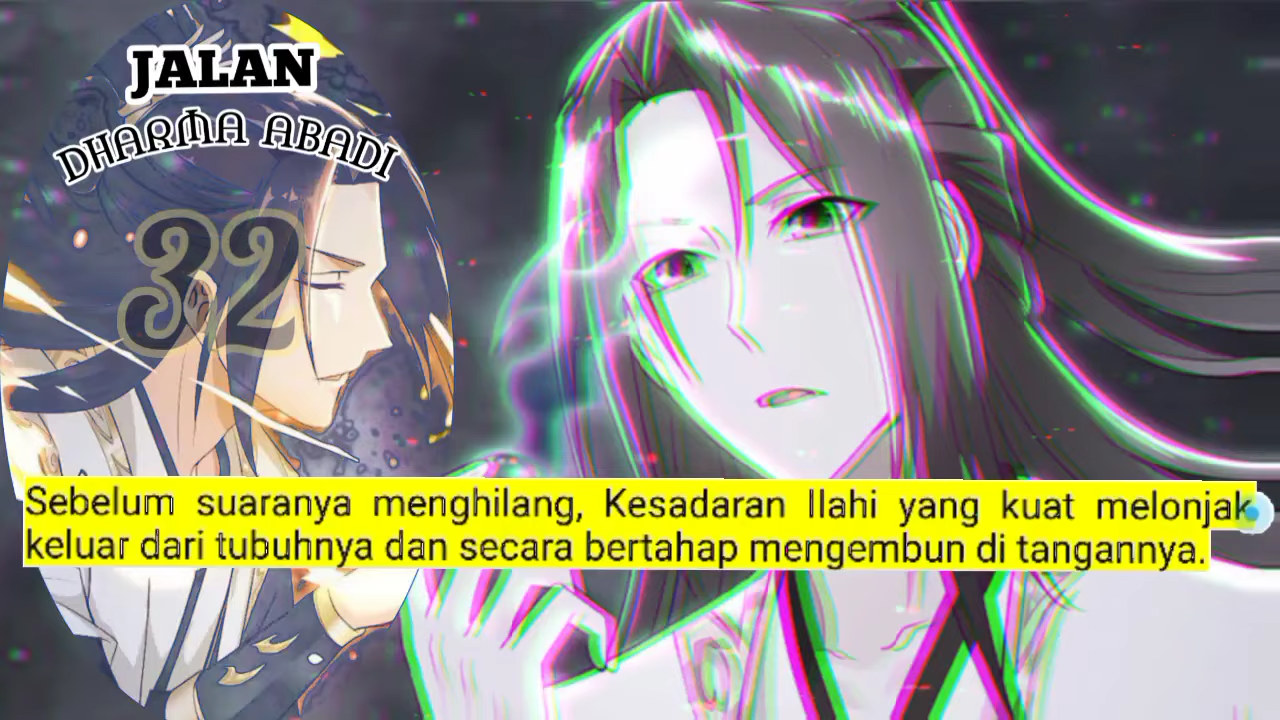 JALAN
DHARMA ABADI
32
Sebelum suaranya menghilang, Kesadaran Ilahi yang kuat melonjak
keluar dari tubuhnya dan secara bertahap mengembun di tangannya.